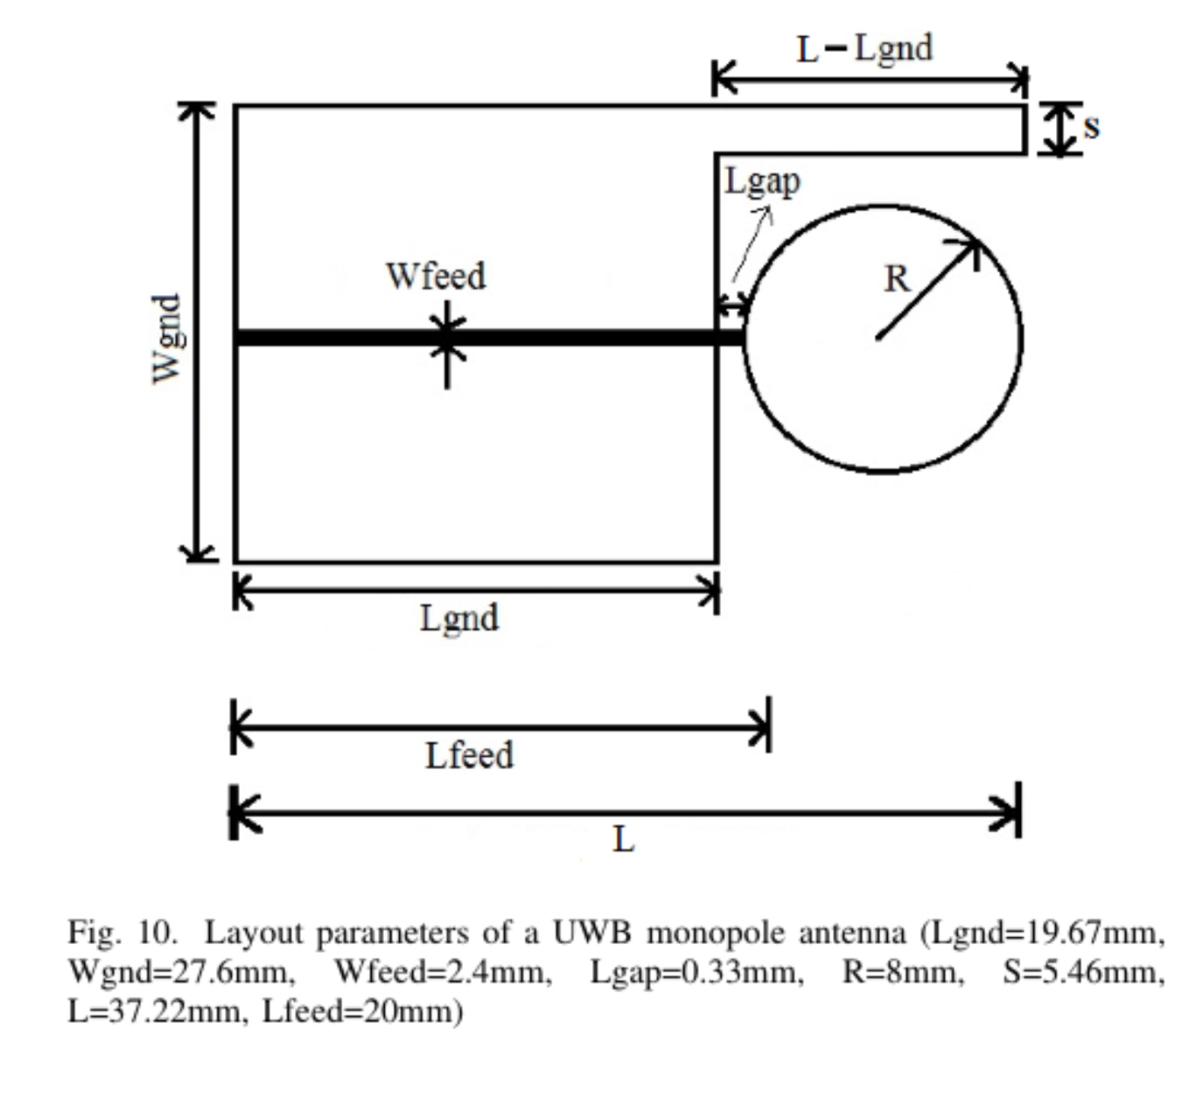 L-Lgnd
s
Lgap
R
Wfeed
Wgnd
Lgnd
Lfeed
L
Fig. 10. Layout parameters of a UWB monopole antenna (Lgnd=19.67mm,
Wgnd=27.6mm, Wfeed=2.4mm, Lgap=0.33mm, R=8mm, S=5.46mm,
L=37.22mm, Lfeed=20mm)